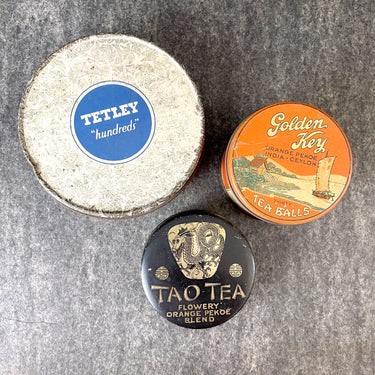 TETLEY
"hundreds"
Golden
Key
ORANGE PEKOE
INDIA - CEYLON
TEA BALLS
TAO TEA
FLOWERY
ORANGE PEKOE
BLEND